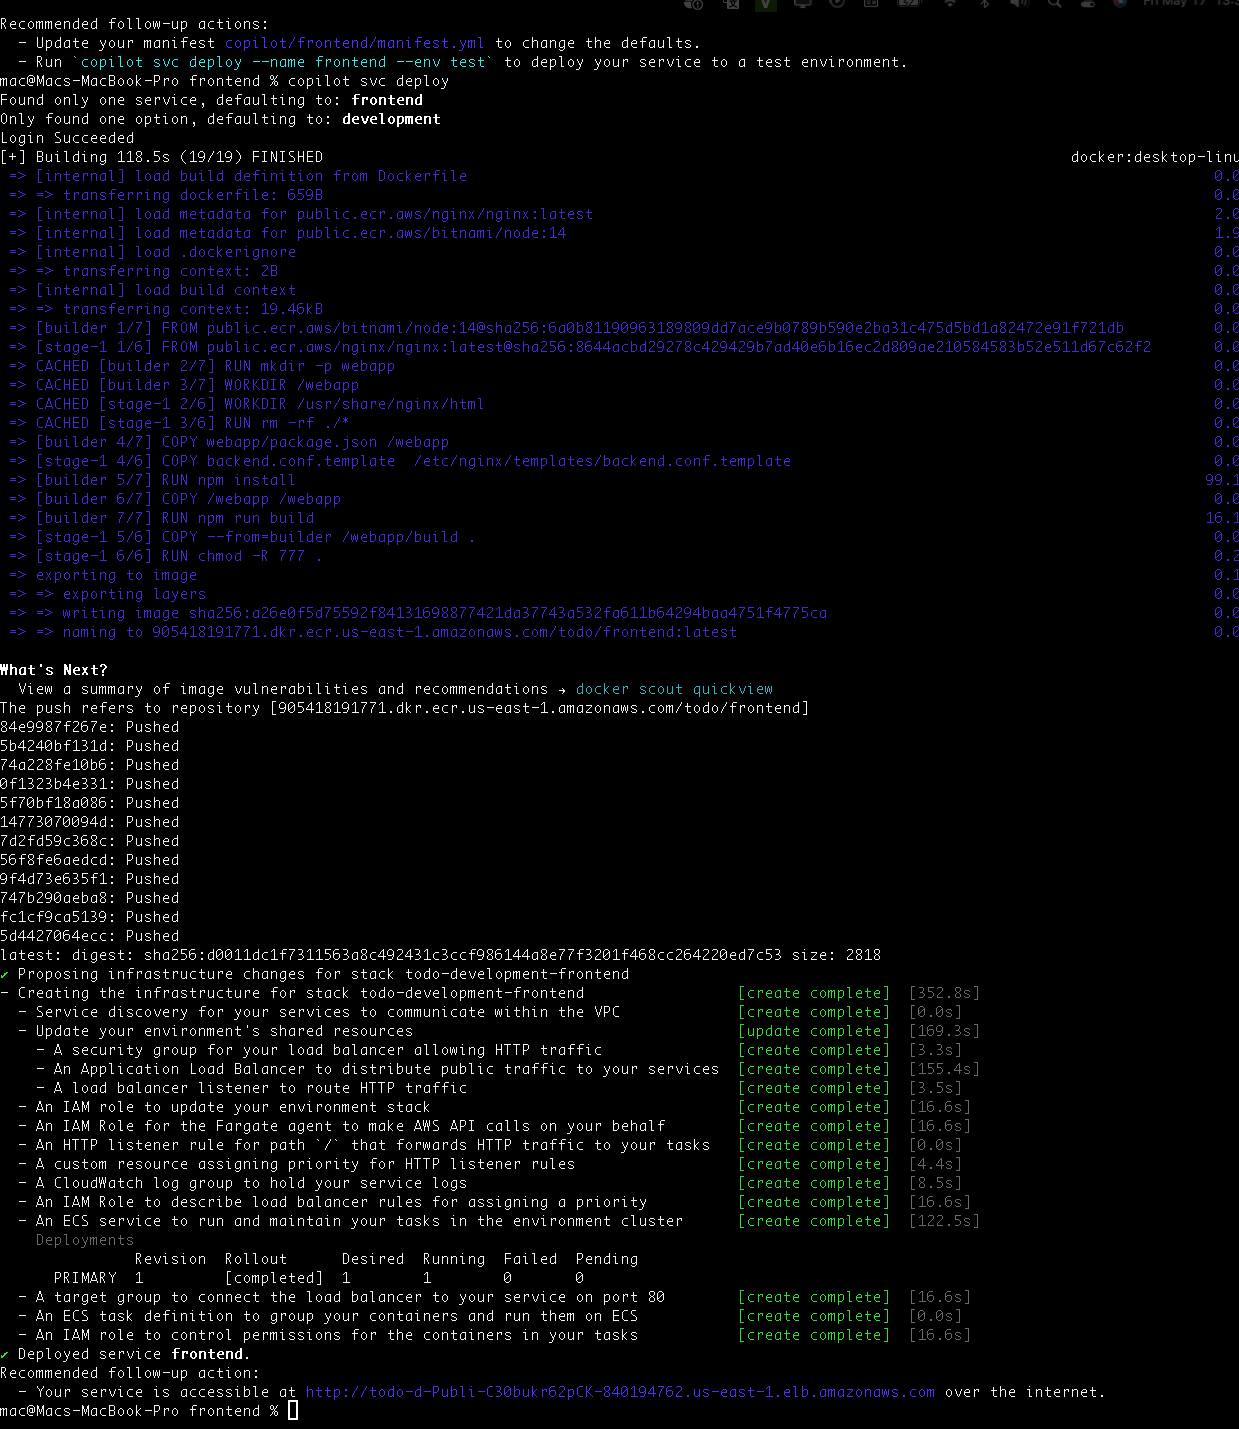 Fri May 17
Recommended follow-up actions:
  - Update your manifest copilot/frontend/manifest.yml to change the defaults.
  - Run `copilot svc deploy --name frontend --env test` to deploy your service to a test environment.
mac@Macs-MacBook-Pro frontend % copilot svc deploy
Found only one service, defaulting to: frontend
Only found one option, defaulting to: development
Login Succeeded
[+] Building 118.5s (19/19) FINISHED docker:desktop-linu
 => [internal] load build definition from Dockerfile 0.0
 => => transferring dockerfile: 659B 0.0
 => [internal] load metadata for public.ecr.aws/nginx/nginx:latest 2.0
 => [internal] load metadata for public.ecr.aws/bitnami/node:14 1.9
 => [internal] load .dockerignore 0.0
 => => transferring context: 2B 0.0
 => [internal] load build context 0.0
 => => transferring context: 19.46kB 0.0
 => [builder 1/7] FROM public.ecr.aws/bitnami/node:14@sha256:6a0b81190963189809dd7ace9b0789b590e2ba31c475d5bd1a82472e91f721db 0.0
 => [stage-1 1/6] FROM public.ecr.aws/nginx/nginx:latest@sha256:8644acbd29278c429429b7ad40e6b16ec2d809ae210584583b52e511d67c62f2 0.0
 => CACHED [builder 2/7] RUN mkdir -p webapp 0.0
 => CACHED [builder 3/7] WORKDIR /webapp 0.0
 => CACHED [stage-1 2/6] WORKDIR /usr/share/nginx/html 0.0
 => CACHED [stage-1 3/6] RUN rm -rf ./* 0.0
 => [builder 4/7] COPY webapp/package.json /webapp 0.0
 => [stage-1 4/6] COPY backend.conf.template  /etc/nginx/templates/backend.conf.template 0.0
 => [builder 5/7] RUN npm install 99.1
 => [builder 6/7] COPY /webapp /webapp 0.0
 => [builder 7/7] RUN npm run build 16.1
 => [stage-1 5/6] COPY --from=builder /webapp/build . 0.0
 => [stage-1 6/6] RUN chmod -R 777 . 0.2
 => exporting to image 0.1
 => => exporting layers 0.0
 => => writing image sha256:a26e0f5d75592f84131698877421da37743a532fa611b64294baa4751f4775ca 0.0
 => => naming to 905418191771.dkr.ecr.us-east-1.amazonaws.com/todo/frontend:latest 0.0
What's Next?
  View a summary of image vulnerabilities and recommendations → docker scout quickview
The push refers to repository [905418191771.dkr.ecr.us-east-1.amazonaws.com/todo/frontend]
84e9987f267e: Pushed
5b4240bf131d: Pushed
74a228fe10b6: Pushed
0f1323b4e331: Pushed
5f70bf18a086: Pushed
14773070094d: Pushed
7d2fd59c368c: Pushed
56f8fe6aedcd: Pushed
9f4d73e635f1: Pushed
747b290aeba8: Pushed
fc1cf9ca5139: Pushed
5d4427064ecc: Pushed
latest: digest: sha256:d0011dc1f7311563a8c492431c3ccf986144a8e77f3201f468cc264220ed7c53 size: 2818
✔ Proposing infrastructure changes for stack todo-development-frontend
- Creating the infrastructure for stack todo-development-frontend [create complete] [352.8s]
  - Service discovery for your services to communicate within the VPC [create complete] [0.0s]
  - Update your environment's shared resources [update complete] [169.3s]
    - A security group for your load balancer allowing HTTP traffic [create complete] [3.3s]
    - An Application Load Balancer to distribute public traffic to your services [create complete] [155.4s]
    - A load balancer listener to route HTTP traffic [create complete] [3.5s]
  - An IAM role to update your environment stack [create complete] [16.6s]
  - An IAM Role for the Fargate agent to make AWS API calls on your behalf [create complete] [16.6s]
  - An HTTP listener rule for path `/` that forwards HTTP traffic to your tasks [create complete] [0.0s]
  - A custom resource assigning priority for HTTP listener rules [create complete] [4.4s]
  - A CloudWatch log group to hold your service logs [create complete] [8.5s]
  - An IAM Role to describe load balancer rules for assigning a priority [create complete] [16.6s]
  - An ECS service to run and maintain your tasks in the environment cluster [create complete] [122.5s]
    Deployments
Revision Rollout Desired Running Failed Pending
PRIMARY 1 [completed] 1 1 0 0
  - A target group to connect the load balancer to your service on port 80 [create complete] [16.6s]
  - An ECS task definition to group your containers and run them on ECS [create complete] [0.0s]
  - An IAM role to control permissions for the containers in your tasks [create complete] [16.6s]
✔ Deployed service frontend.
Recommended follow-up action:
  - Your service is accessible at http://todo-d-Publi-C30bukr62pCK-840194762.us-east-1.elb.amazonaws.com over the internet.
mac@Macs-MacBook-Pro frontend %